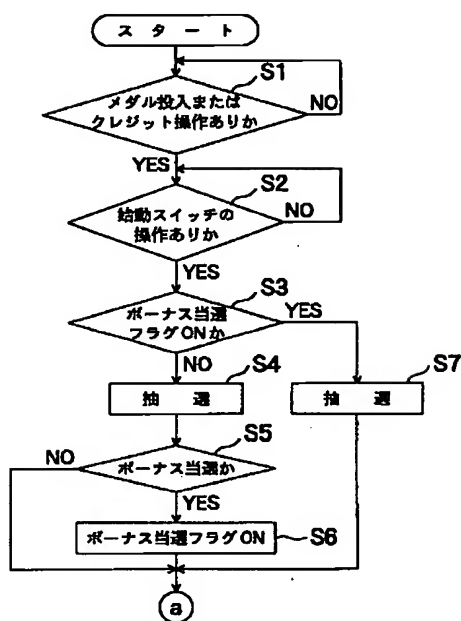 スタート
S1
メダル投入または
クレジット操作ありか
NO
YES
S2
始動スイッチの
操作ありか
NO
YES
S3
ボーナス当選
フラグONか
YES
NO
S4
抽選
S7
抽選
S5
NO
ボーナス当選か
YES
ボーナス当選フラグON
S6
a